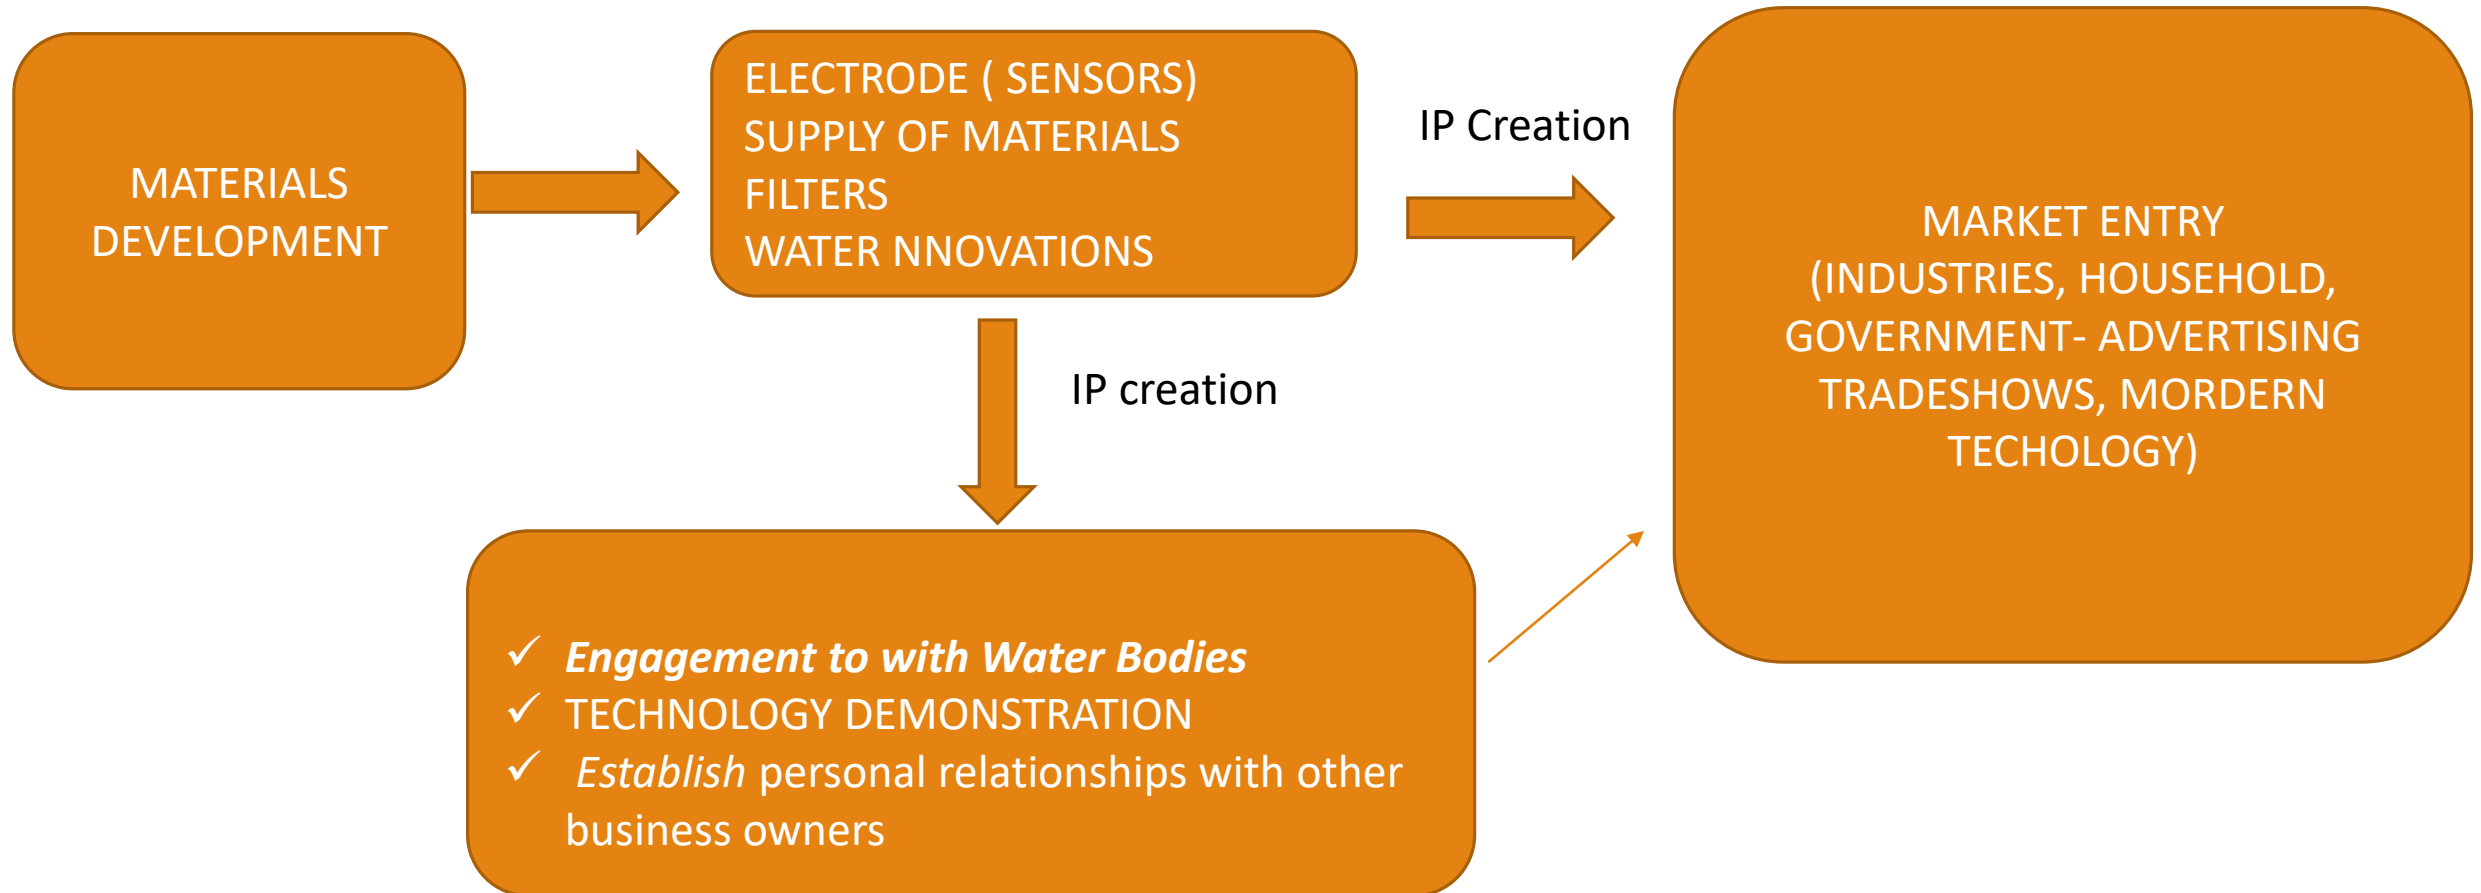 MATERIALS
DEVELOPMENT
ELECTRODE ( SENSORS)
SUPPLY OF MATERIALS
FILTERS
WATER NNOVATIONS
IP Creation
MARKET ENTRY
(INDUSTRIES, HOUSEHOLD,
GOVERNMENT- ADVERTISING
TRADESHOWS, MORDERN
TECHOLOGY)
IP creation
✓ Engagement to with Water Bodies
✓ TECHNOLOGY DEMONSTRATION
✓ Establish personal relationships with other
business owners